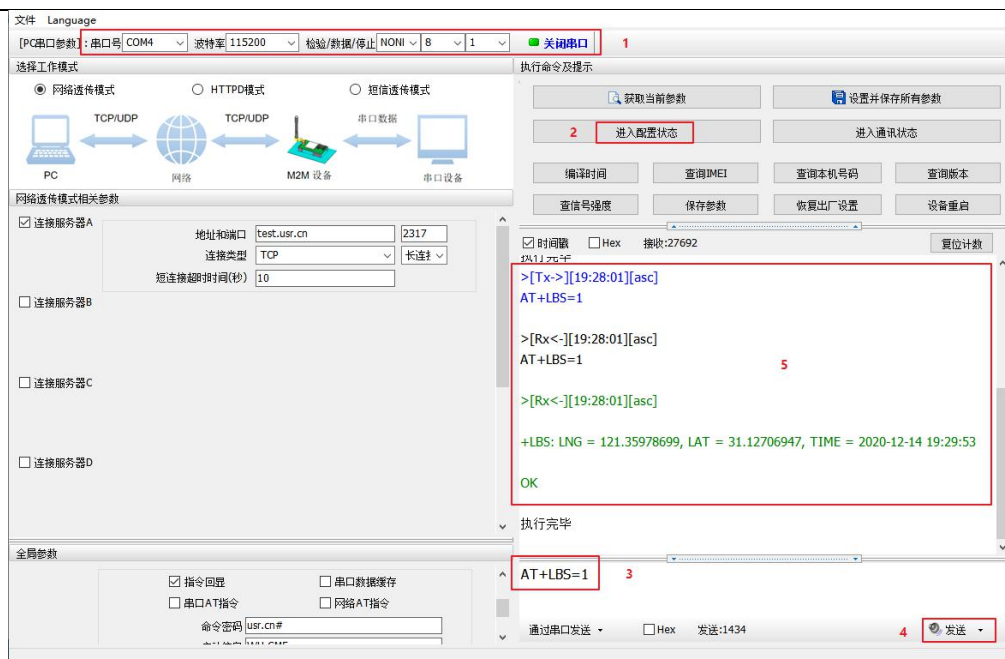 文件 Language
[PC串口参数]:串口号 COM4 波特率 115200 检验/数据/停止 NONI 8 1 关闭串口 1
选择工作模式
网络透传模式 HTTPD模式 短信透传模式
TCP/UDP TCP/UDP 串口数据
PC 网络 M2M 设备 串口设备
网络透传模式相关参数
连接服务器A
地址和端口 test.usr.cn 2317
连接类型 TCP 长连接
短连接超时时间(秒) 10
连接服务器B
连接服务器C
连接服务器D
全局参数
指令回显 串口数据缓存
串口AT指令 网络AT指令
命令密码 usr.cn#
执行命令及提示
获取当前参数 设置并保存所有参数
2 进入配置状态 进入通讯状态
编译时间 查询IMEI 查询本机号码 查询版本
查信号强度 保存参数 恢复出厂设置 设备重启
时间戳 Hex 接收:27692 复位计数
执行完毕
>[Tx->][19:28:01][asc]
AT+LBS=1
>[Rx<-][19:28:01][asc]
AT+LBS=1
5
>[Rx<-][19:28:01][asc]
+LBS: LNG = 121.35978699, LAT = 31.12706947, TIME = 2020-12-14 19:29:53
OK
执行完毕
AT+LBS=1 3
通过串口发送 Hex 发送:1434 4 发送